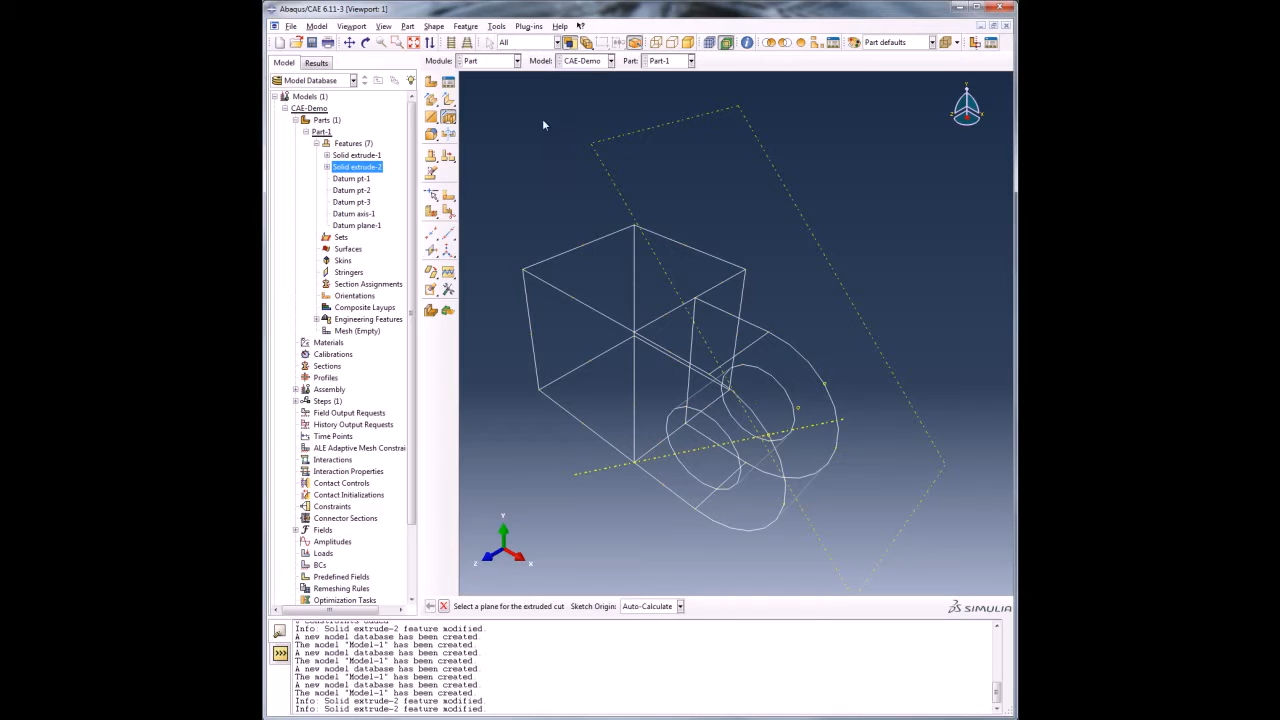 Abaqus/CAE 6.11-3 [Viewport: 1]
File Model Viewport View Part Shape Feature Tools Plug-ins Help
All Part defaults
Model Results Module: Part Model: CAE-Demo Part: Part-1
Model Database
Models (1)
CAE-Demo
Parts (1)
Part-1
Features (7)
Solid extrude-1
Solid extrude-2
Datum pt-1
Datum pt-2
Datum pt-3
Datum axis-1
Datum plane-1
Sets
Surfaces
Skins
Stringers
Section Assignments
Orientations
Composite Layups
Engineering Features
Mesh (Empty)
Materials
Calibrations
Sections
Profiles
Assembly
Steps (1)
Field Output Requests
History Output Requests
Time Points
ALE Adaptive Mesh Constrai
Interactions
Interaction Properties
Contact Controls
Contact Initializations
Constraints
Connector Sections
Fields
Amplitudes
Loads
BCs
Predefined Fields
Remeshing Rules
Optimization Tasks
Y
Z X
Select a plane for the extruded cut Sketch Origin: Auto-Calculate
SIMULIA
Info: Solid extrude-2 feature modified.
A new model database has been created.
The model "Model-1" has been created.
A new model database has been created.
The model "Model-1" has been created.
A new model database has been created.
The model "Model-1" has been created.
A new model database has been created.
The model "Model-1" has been created.
Info: Solid extrude-2 feature modified.
Info: Solid extrude-2 feature modified.